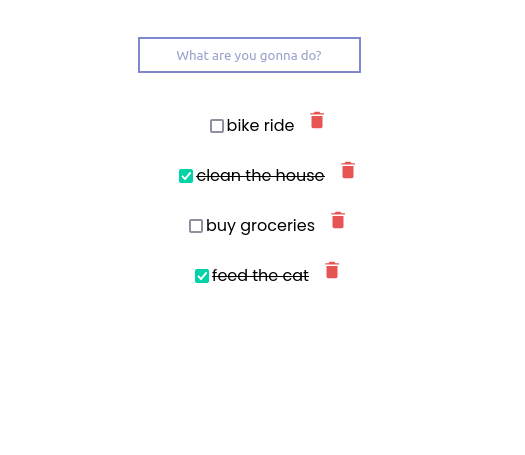 What are you gonna do?
bike ride
clean the house
buy groceries
feed the cat